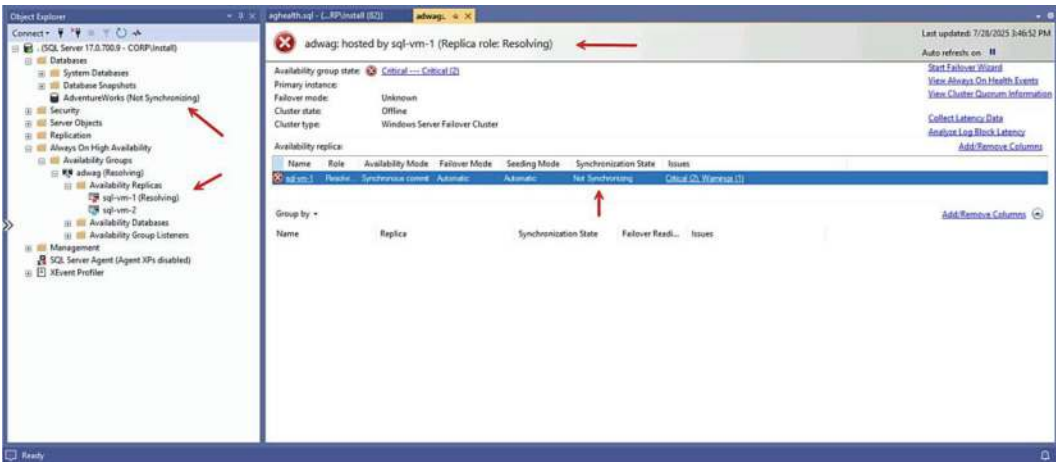 Object Explorer
Connect
. (SQL Server 17.0.700.9 - CORP\Install)
Databases
System Databases
Database Snapshots
AdventureWorks (Not Synchronizing)
Security
Server Objects
Replication
Always On High Availability
Availability Groups
adwag (Resolving)
Availability Replicas
sql-vm-1 (Resolving)
sql-vm-2
Availability Databases
Availability Group Listeners
Management
SQL Server Agent (Agent XPs disabled)
XEvent Profiler
aghealth.sql - (...RP\Install (62)) adwag:
adwag: hosted by sql-vm-1 (Replica role: Resolving)
Last updated: 7/28/2025 3:46:52 PM
Auto refresh: on
Availability group state: Critical --- Critical (2)
Primary instance:
Failover mode: Unknown
Cluster state: Offline
Cluster type: Windows Server Failover Cluster
Start Failover Wizard
View Always On Health Events
View Cluster Quorum Information
Collect Latency Data
Analyze Log Block Latency
Availability replica: Add/Remove Columns
Name Role Availability Mode Failover Mode Seeding Mode Synchronization State Issues
sql-vm-1 Resolvi... Synchronous commit Automatic Automatic Not Synchronizing Critical (2), Warnings (1)
Group by Add/Remove Columns
Name Replica Synchronization State Failover Readi... Issues
Ready